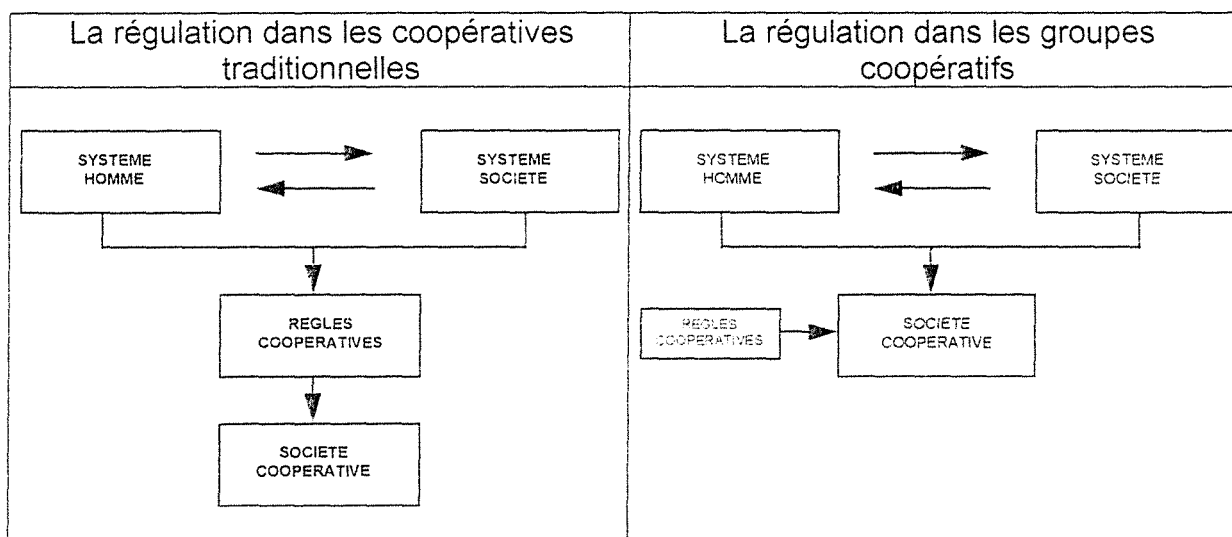 La régulation dans les coopératives
traditionnelles
SYSTEME
HOMME
SYSTEME
SOCIETE
REGLES
COOPERATIVES
SOCIETE
COOPERATIVE
La régulation dans les groupes
coopératifs
SYSTEME
HOMME
SYSTEME
SOCIETE
REGLES
COOPERATIVES
SOCIETE
COOPERATIVE